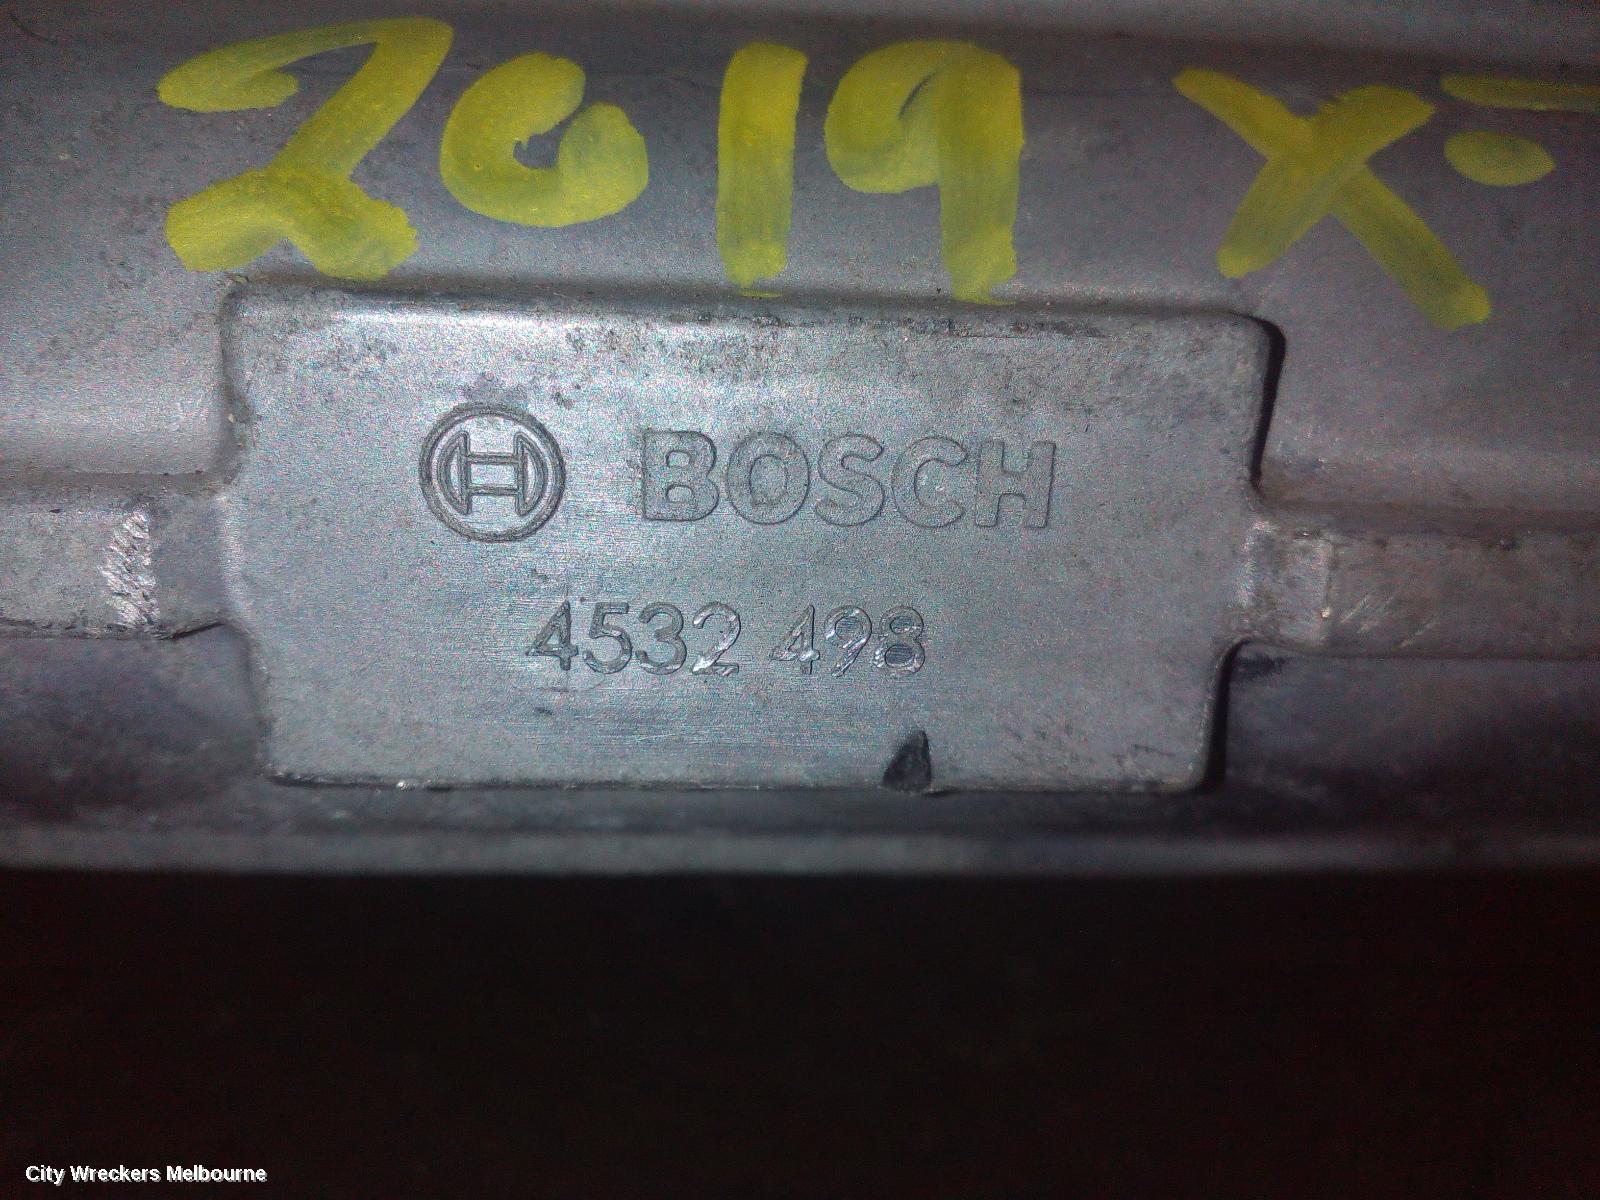 2019 X-
BOSCH
4532 498
City Wreckers Melbourne